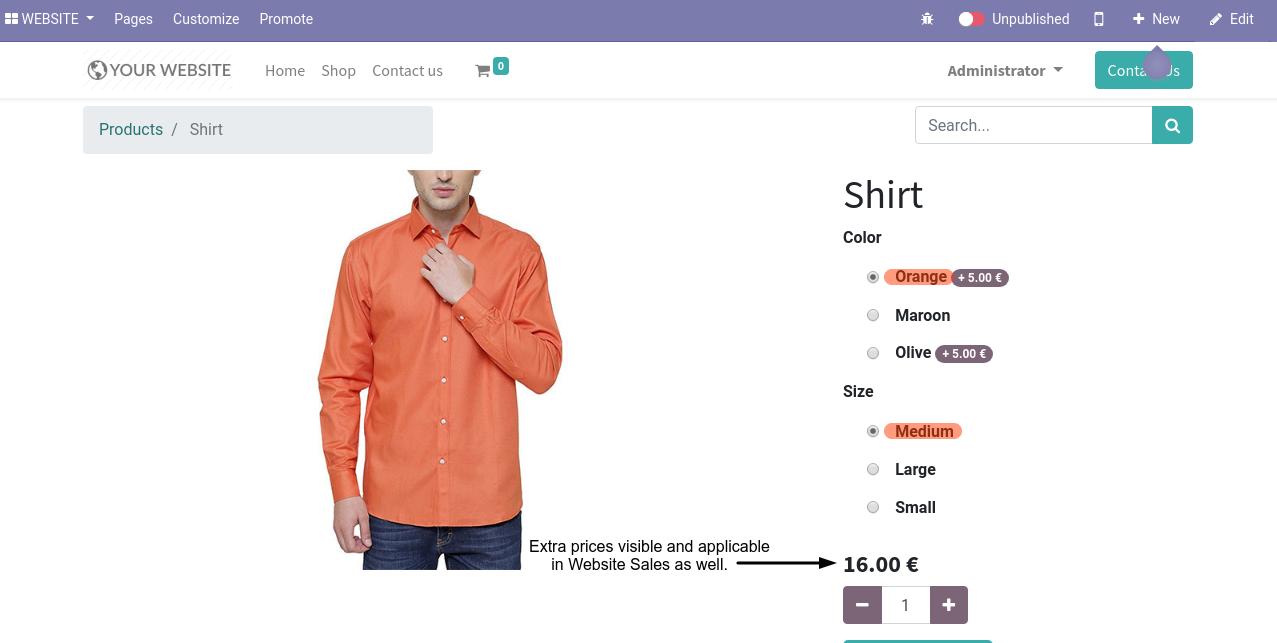 WEBSITE Pages Customize Promote Unpublished New Edit
YOUR WEBSITE Home Shop Contact us 0 Administrator Contact Us
Products / Shirt Search...
Shirt
Color
Orange + 5.00 €
Maroon
Olive + 5.00 €
Size
Medium
Large
Small
Extra prices visible and applicable
in Website Sales as well.
16.00 €
1